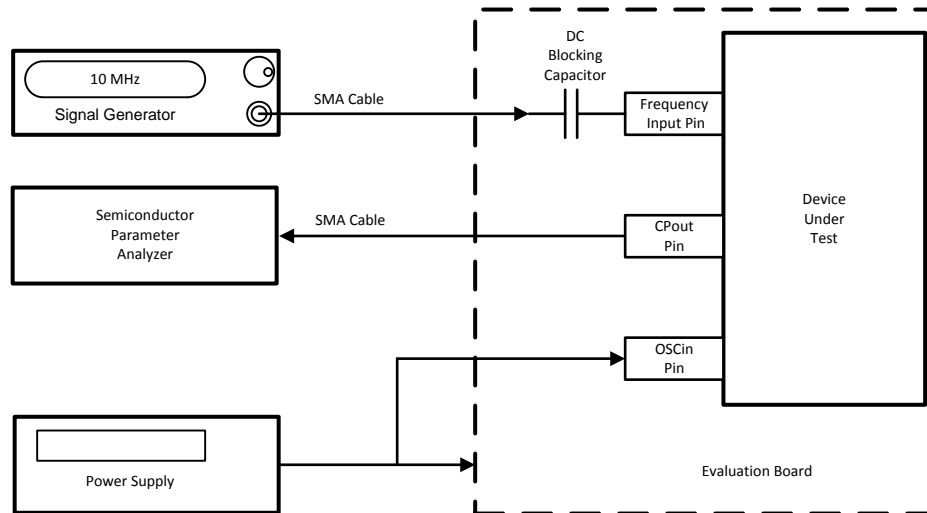 10 MHz
Signal Generator
SMA Cable
DC
Blocking
Capacitor
Frequency
Input Pin
Semiconductor
Parameter
Analyzer
SMA Cable
CPout
Pin
Device
Under
Test
OSCin
Pin
Power Supply
Evaluation Board